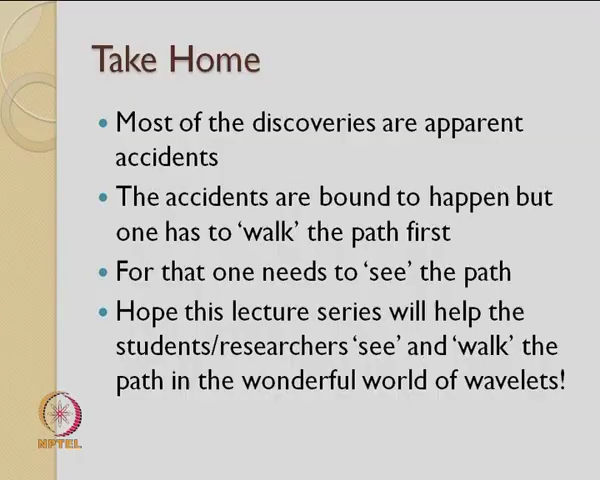 Take Home
Most of the discoveries are apparent
accidents
The accidents are bound to happen but
one has to ‘walk’ the path first
For that one needs to ‘see’ the path
Hope this lecture series will help the
students/researchers ‘see’ and ‘walk’ the
path in the wonderful world of wavelets!
NPTEL